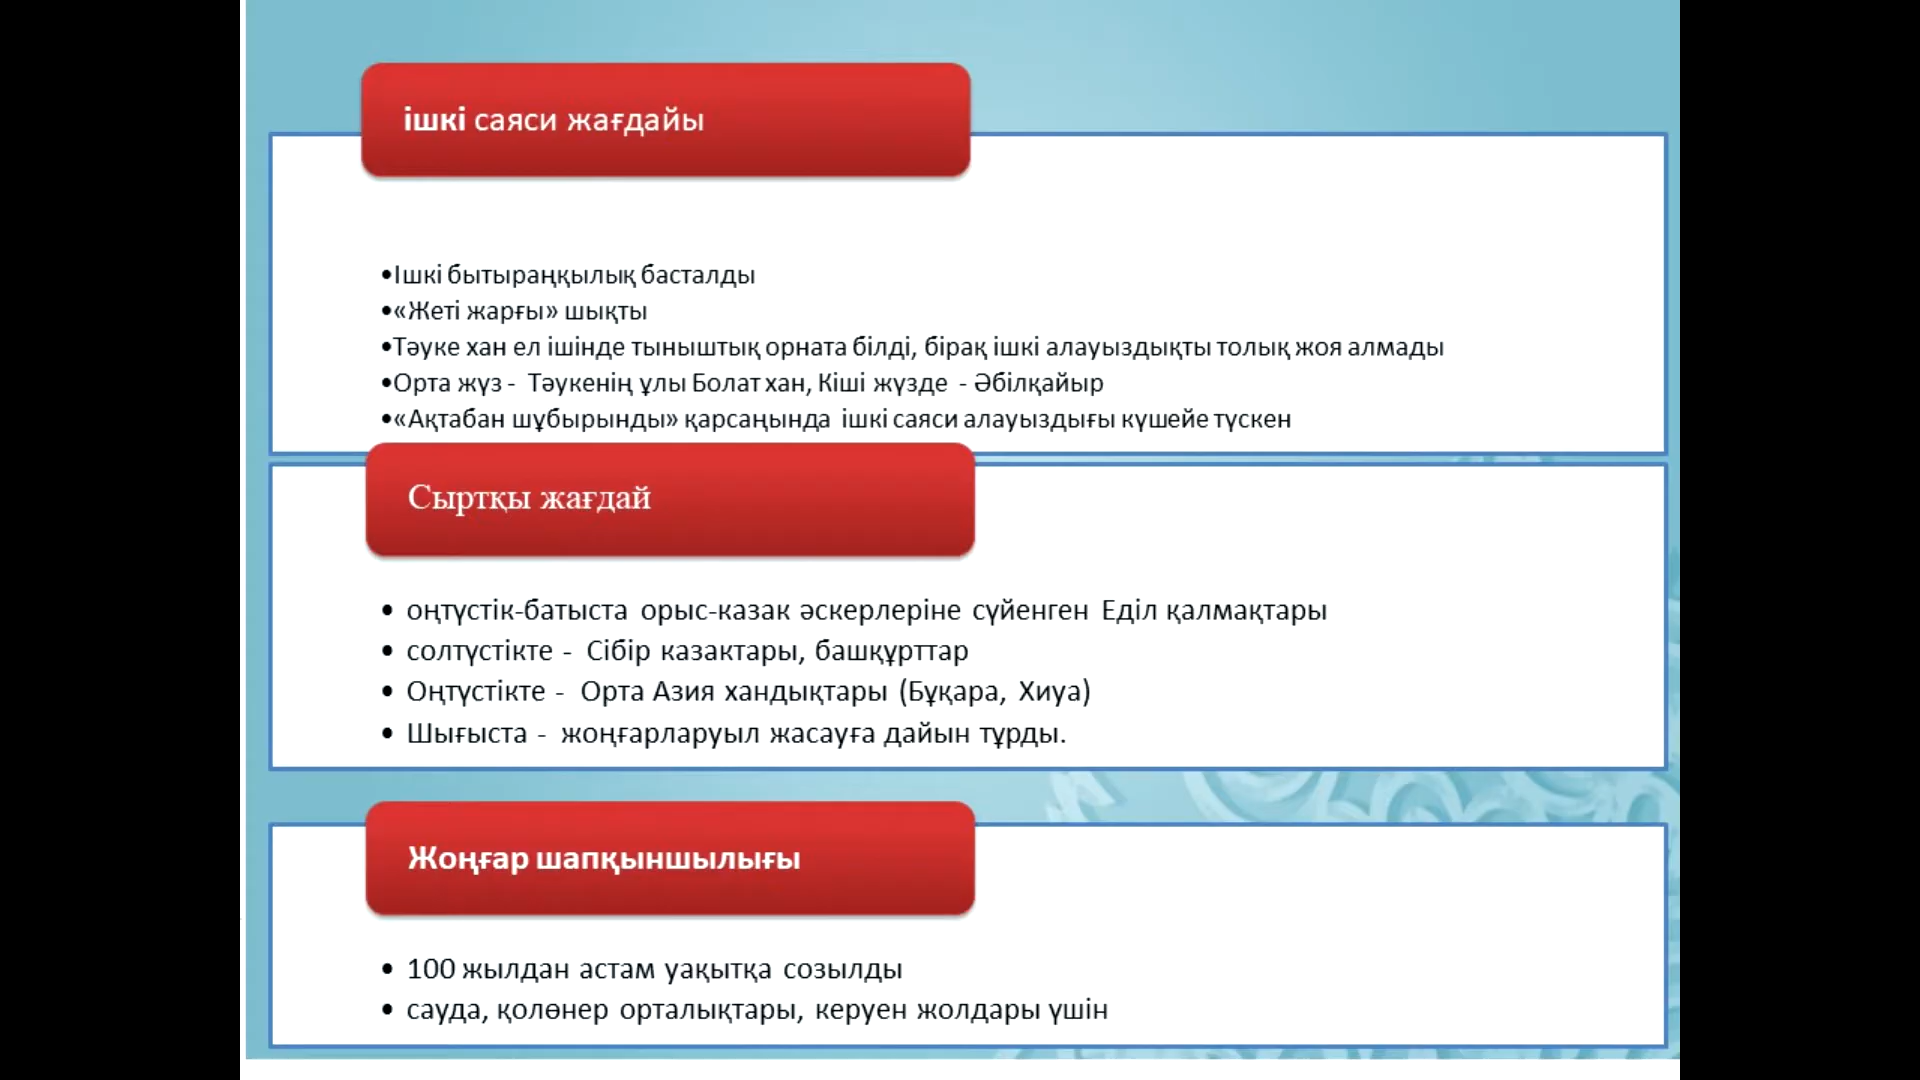 ішкі саяси жағдайы
•Ішкі бытыраңқылық басталды
•«Жеті жарғы» шықты
•Тәуке хан ел ішінде тыныштық орната білді, бірақ ішкі алауыздықты толық жоя алмады
•Орта жүз - Тәукенің ұлы Болат хан, Кіші жүзде - Әбілқайыр
•«Ақтабан шұбырынды» қарсаңында ішкі саяси алауыздығы күшейе түскен
Сыртқы жағдай
• оңтүстік-батыста орыс-казак әскерлеріне сүйенген Еділ қалмақтары
• солтүстікте - Сібір казактары, башқұрттар
• Оңтүстікте - Орта Азия хандықтары (Бұқара, Хиуа)
• Шығыста - жоңғарларуыл жасауға дайын тұрды.
Жоңғар шапқыншылығы
• 100 жылдан астам уақытқа созылды
• сауда, қолөнер орталықтары, керуен жолдары үшін